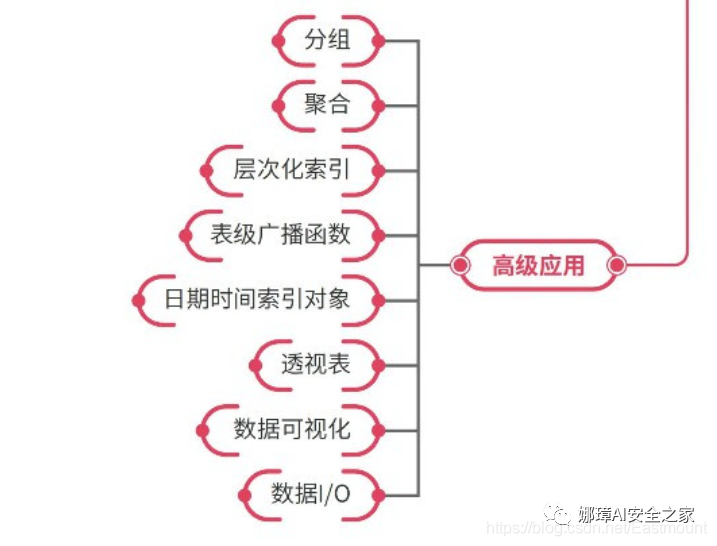 分组
聚合
层次化索引
表级广播函数
高级应用
日期时间索引对象
透视表
数据可视化
数据I/O
娜璋AI安全之家
https://blog.csdn.net/Eastmount